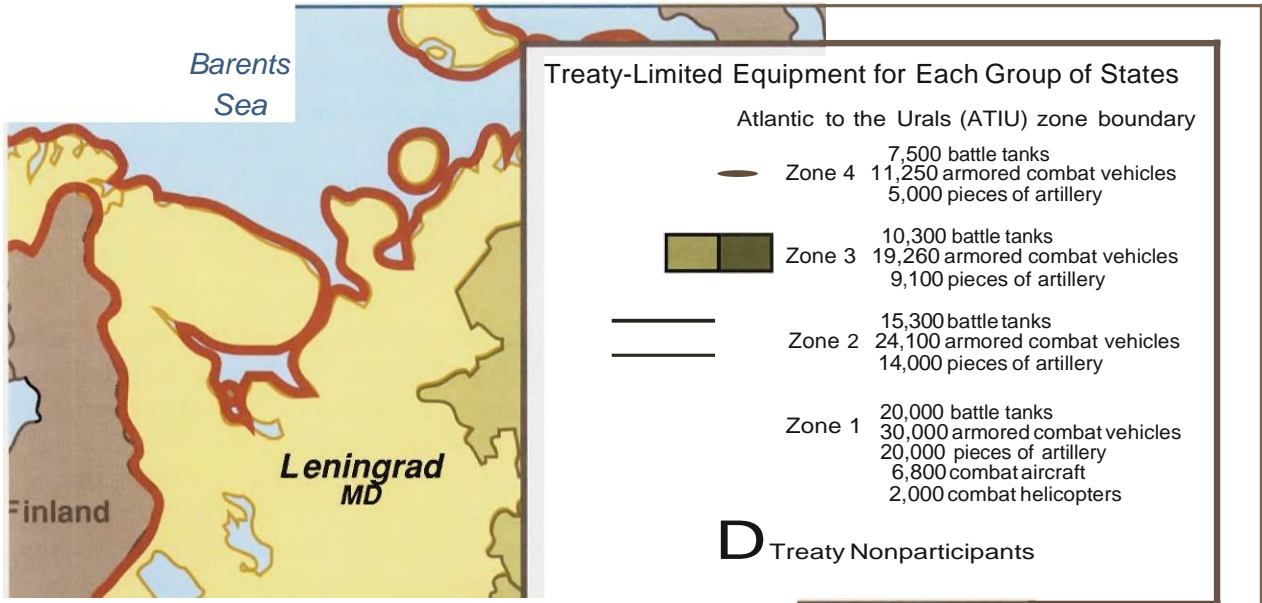 Barents
Sea
Treaty-Limited Equipment for Each Group of States
Atlantic to the Urals (ATIU) zone boundary
Zone 4
7,500 battle tanks
11,250 armored combat vehicles
5,000 pieces of artillery
Zone 3
10,300 battle tanks
19,260 armored combat vehicles
9,100 pieces of artillery
Zone 2
15,300 battle tanks
24,100 armored combat vehicles
14,000 pieces of artillery
Zone 1
20,000 battle tanks
30,000 armored combat vehicles
20,000 pieces of artillery
6,800 combat aircraft
2,000 combat helicopters
D Treaty Nonparticipants
Leningrad
MD
Finland